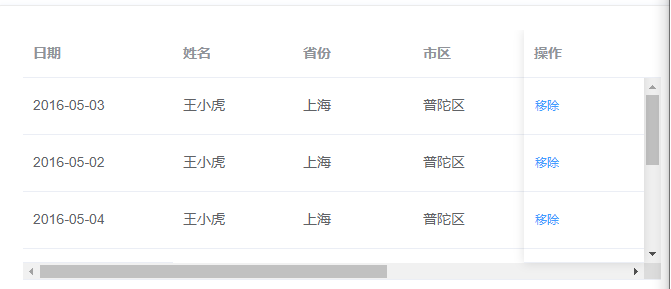 日期 姓名 省份 市区 操作
2016-05-03 王小虎 上海 普陀区 移除
2016-05-02 王小虎 上海 普陀区 移除
2016-05-04 王小虎 上海 普陀区 移除